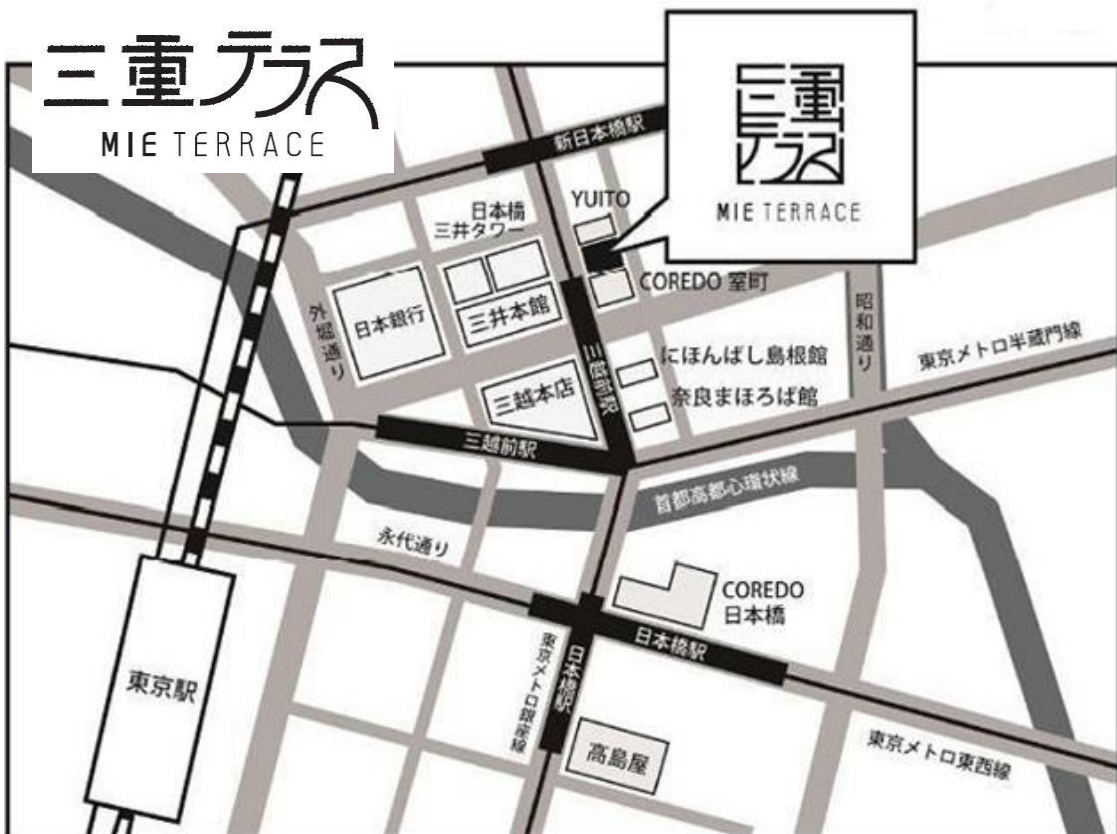 三重テラス
MIE TERRACE
三重
テラス
MIE TERRACE
新日本橋駅
YUITO
日本橋
三井タワー
COREDO 室町
外堀通り
日本銀行
三井本館
昭和通り
三越前駅
にほんばし島根館
東京メトロ半蔵門線
三越本店
奈良まほろば館
三越前駅
首都高都心環状線
永代通り
COREDO
日本橋
日本橋駅
東京メトロ銀座線
日本橋駅
東京駅
高島屋
東京メトロ東西線